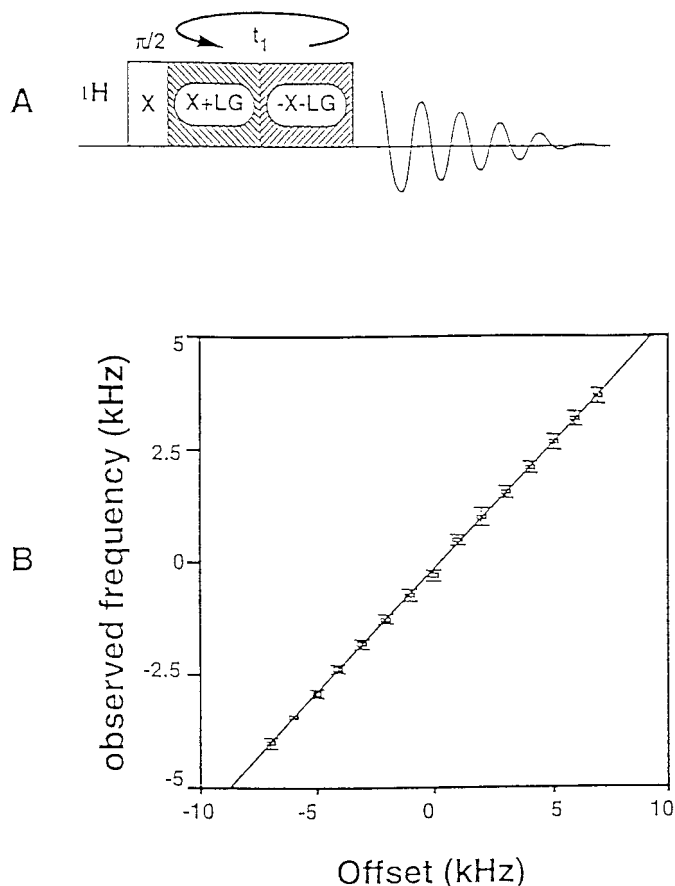 π/2
t₁
A
¹H
X
X+LG
-X-LG
B
observed frequency (kHz)
5
2.5
0
-2.5
-5
-10
-5
0
5
10
Offset (kHz)